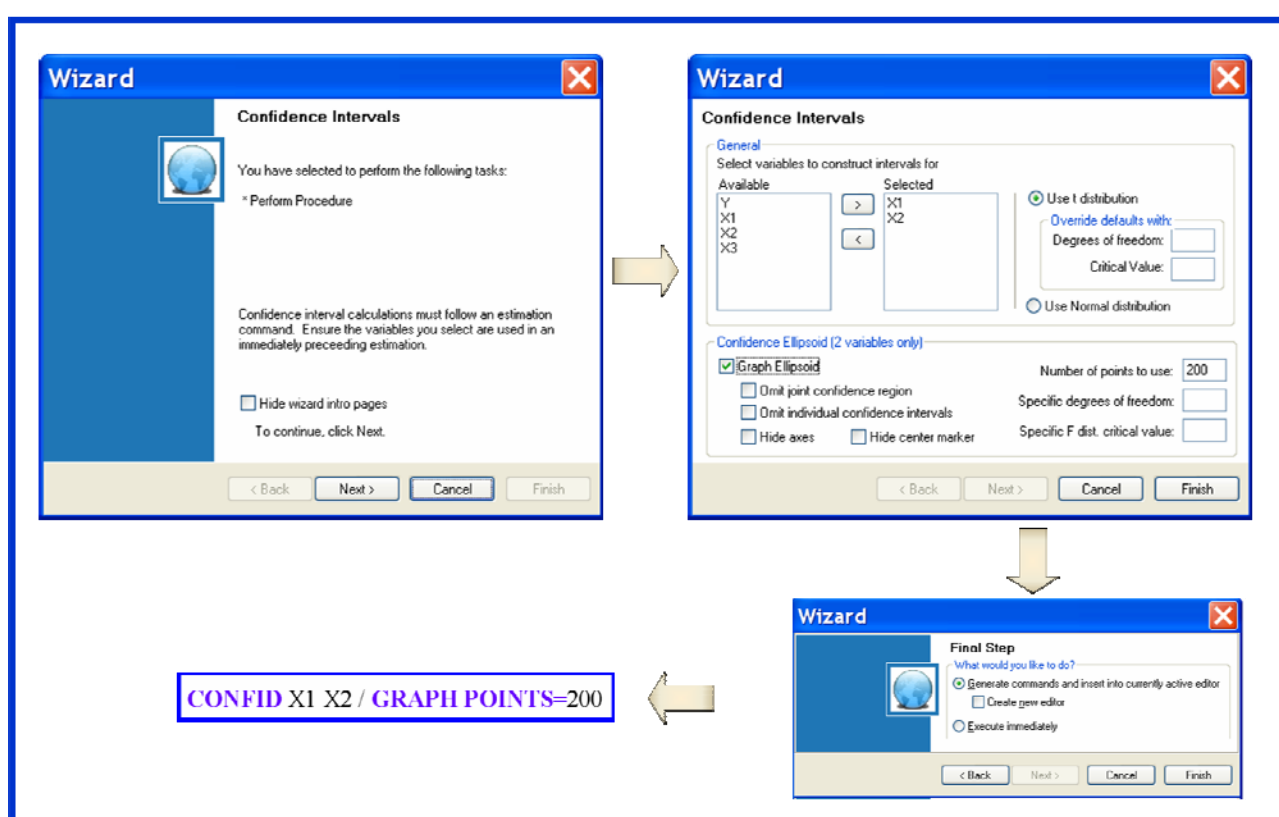 Wizard
Confidence Intervals
You have selected to perform the following tasks:
* Perform Procedure
Confidence interval calculations must follow an estimation
command. Ensure the variables you select are used in an
immediately preceeding estimation.
Hide wizard intro pages
To continue, click Next.
< Back Next > Cancel Finish
Wizard
Confidence Intervals
General
Select variables to construct intervals for
Available
Y
X1
X2
X3
>
<
Selected
X1
X2
Use t distribution
Override defaults with:
Degrees of freedom:
Critical Value:
Use Normal distribution
Confidence Ellipsoid (2 variables only)
Graph Ellipsoid
Omit joint confidence region
Omit individual confidence intervals
Hide axes Hide center marker
Number of points to use: 200
Specific degrees of freedom:
Specific F dist. critical value:
< Back Next > Cancel Finish
Wizard
Final Step
What would you like to do?
Generate commands and insert into currently active editor
Create new editor
Execute immediately
< Back Next > Cancel Finish
CONFID X1 X2 / GRAPH POINTS=200